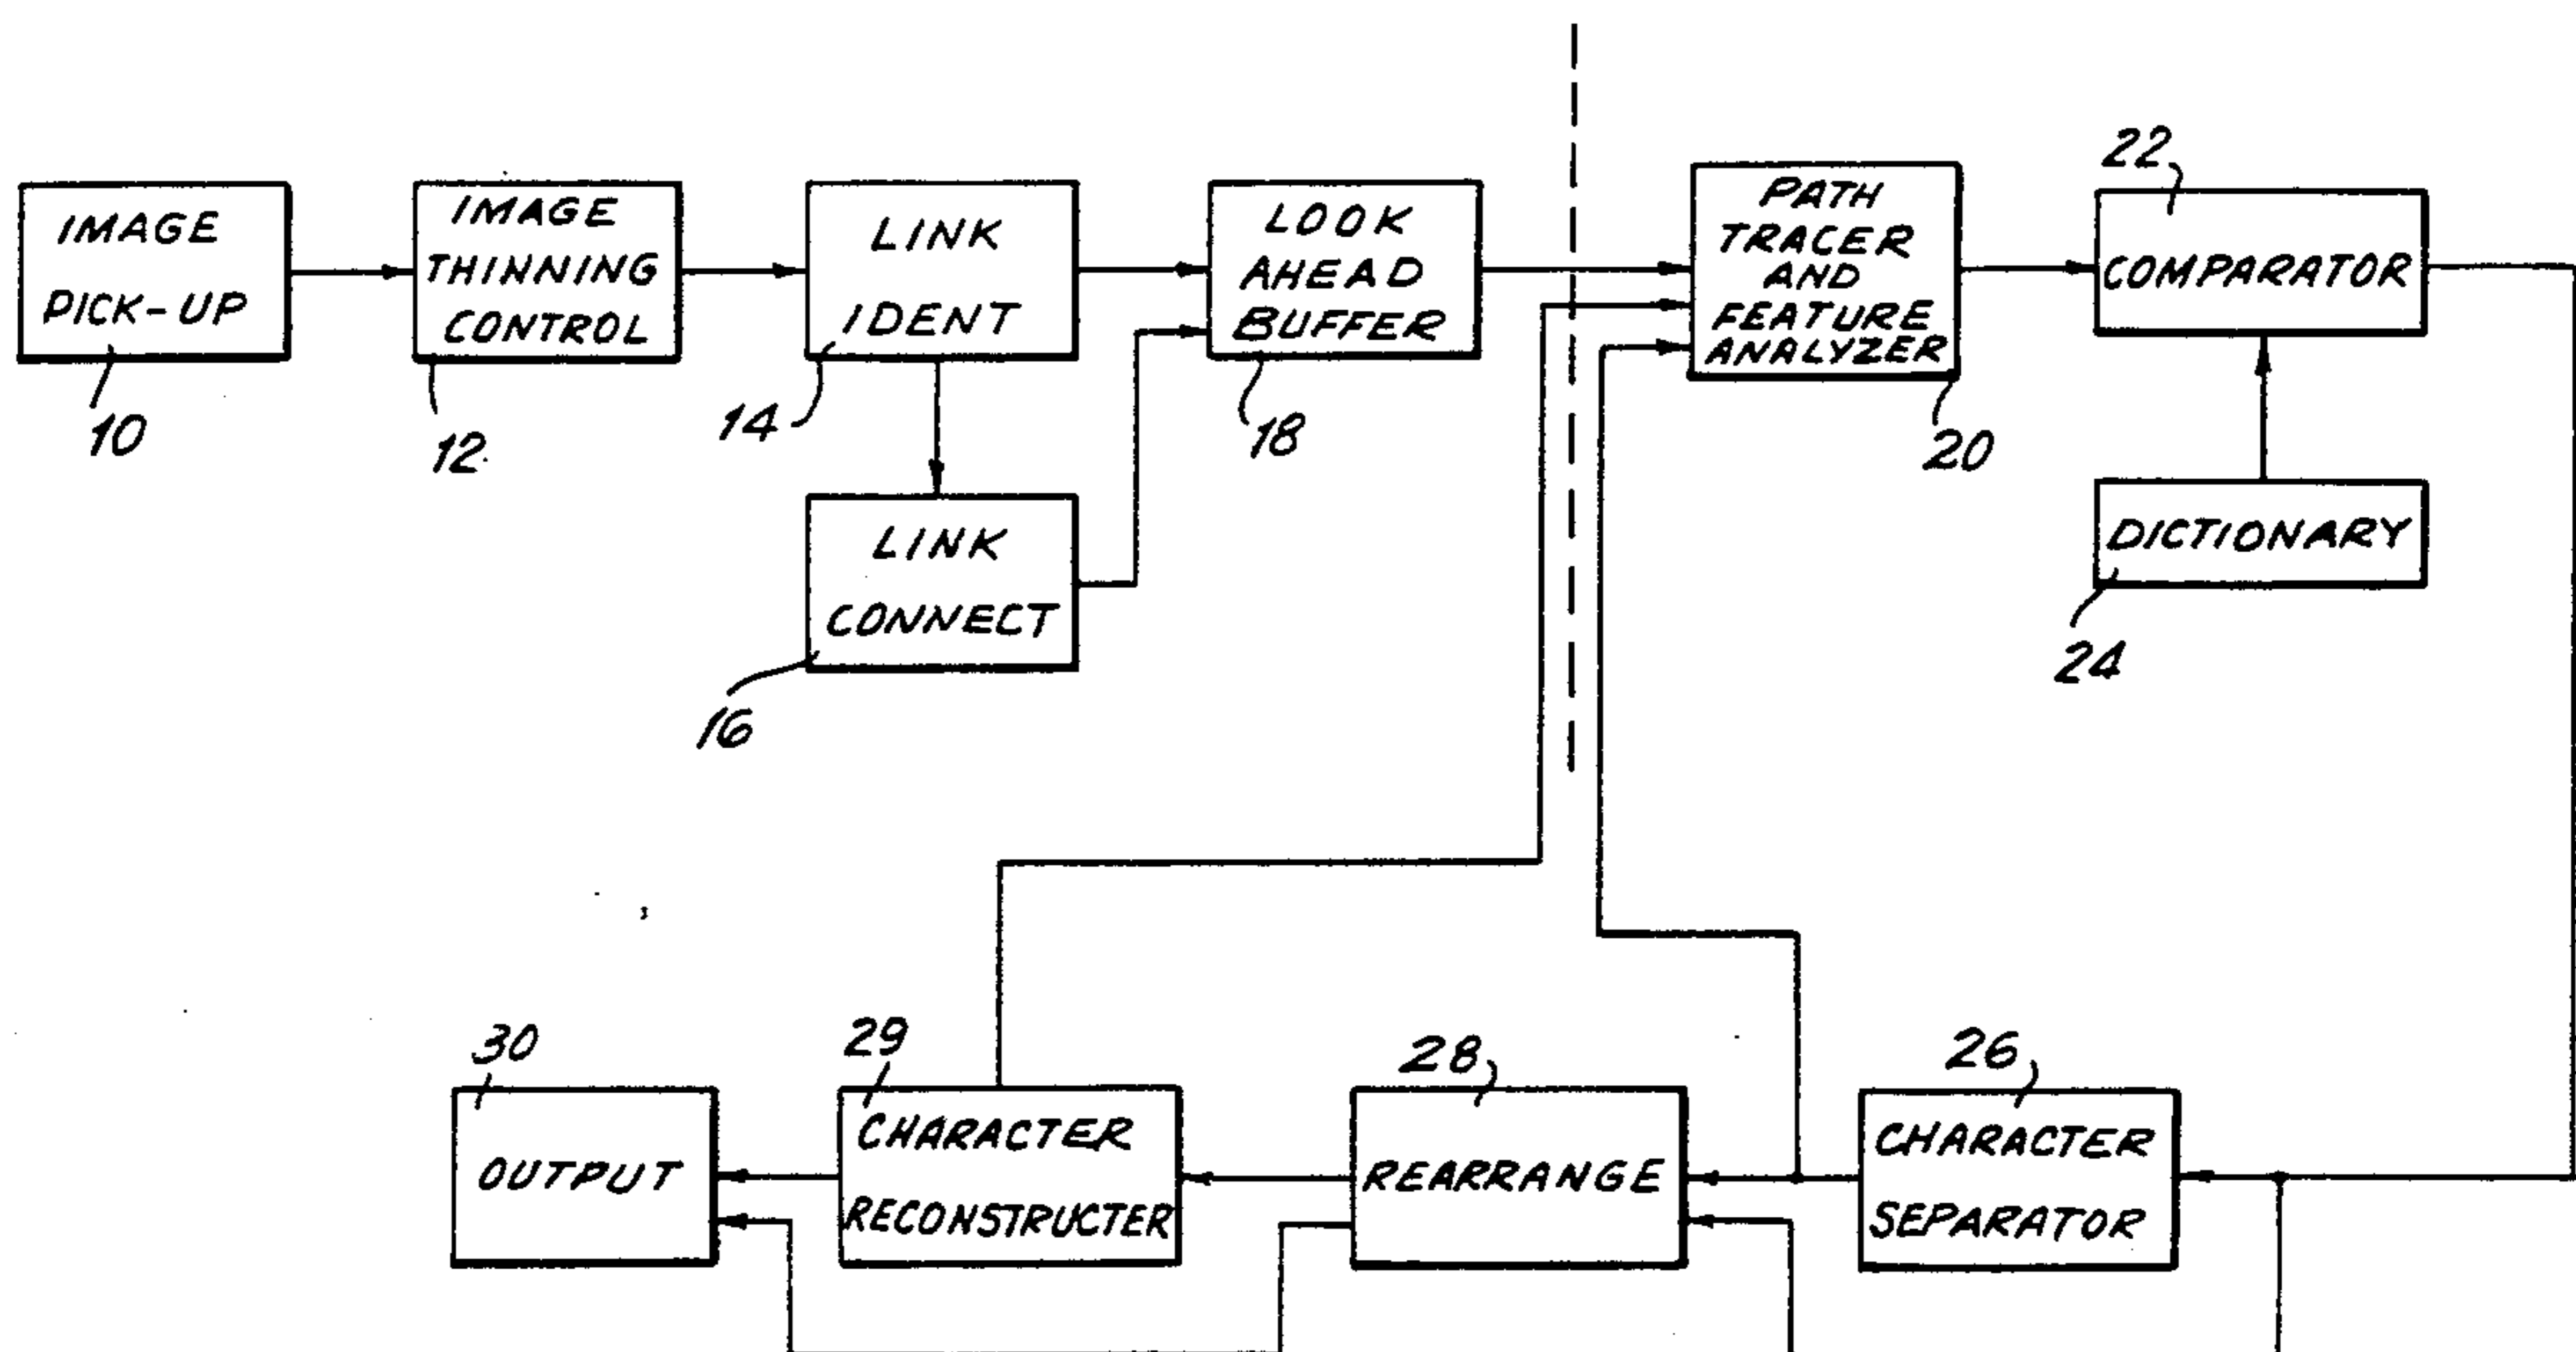 IMAGE
PICK-UP
10
IMAGE
THINNING
CONTROL
12
LINK
IDENT
14
LINK
CONNECT
16
LOOK
AHEAD
BUFFER
18
PATH
TRACER
AND
FEATURE
ANALYZER
20
22
COMPARATOR
DICTIONARY
24
30
OUTPUT
29
CHARACTER
RECONSTRUCTER
28
REARRANGE
26
CHARACTER
SEPARATOR